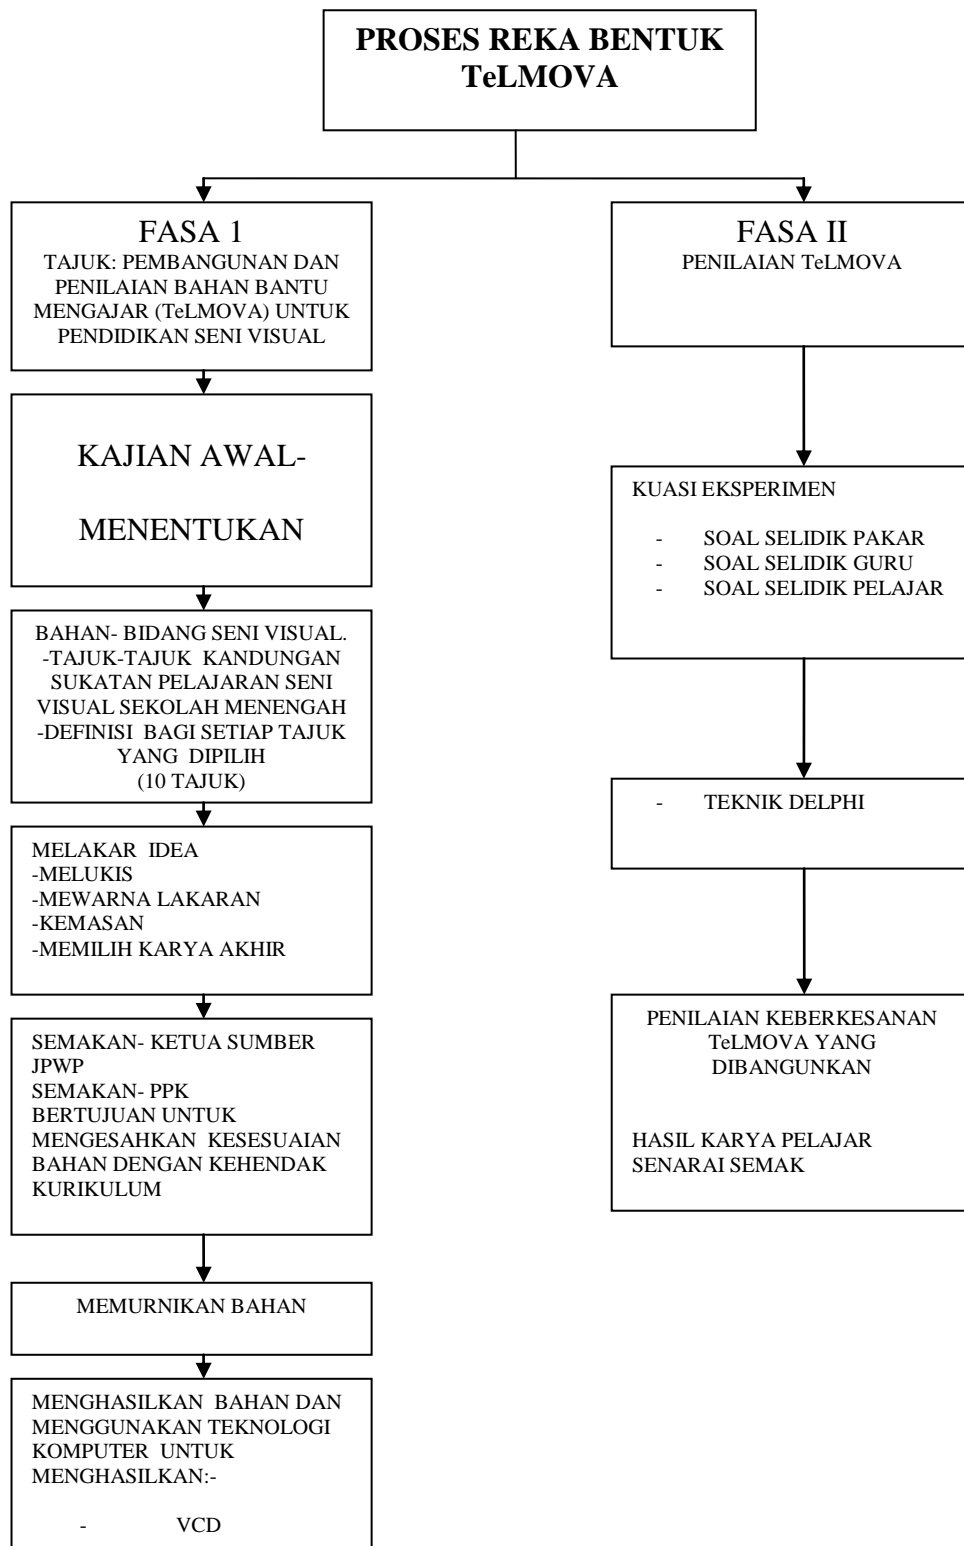 PROSES REKA BENTUK
TeLMOVA
FASA 1
TAJUK: PEMBANGUNAN DAN
PENILAIAN BAHAN BANTU
MENGAJAR (TeLMOVA) UNTUK
PENDIDIKAN SENI VISUAL
KAJIAN AWAL-
MENENTUKAN
BAHAN- BIDANG SENI VISUAL.
-TAJUK-TAJUK KANDUNGAN
SUKATAN PELAJARAN SENI
VISUAL SEKOLAH MENENGAH
-DEFINISI BAGI SETIAP TAJUK
YANG DIPILIH
(10 TAJUK)
MELAKAR IDEA
-MELUKIS
-MEWARNA LAKARAN
-KEMASAN
-MEMILIH KARYA AKHIR
SEMAKAN- KETUA SUMBER
JPWP
SEMAKAN- PPK
BERTUJUAN UNTUK
MENGESAHKAN KESESUAIAN
BAHAN DENGAN KEHENDAK
KURIKULUM
MEMURNIKAN BAHAN
MENGHASILKAN BAHAN DAN
MENGGUNAKAN TEKNOLOGI
KOMPUTER UNTUK
MENGHASILKAN:-
- VCD
FASA II
PENILAIAN TeLMOVA
KUASI EKSPERIMEN
- SOAL SELIDIK PAKAR
- SOAL SELIDIK GURU
- SOAL SELIDIK PELAJAR
- TEKNIK DELPHI
PENILAIAN KEBERKESANAN
TeLMOVA YANG
DIBANGUNKAN
HASIL KARYA PELAJAR
SENARAI SEMAK